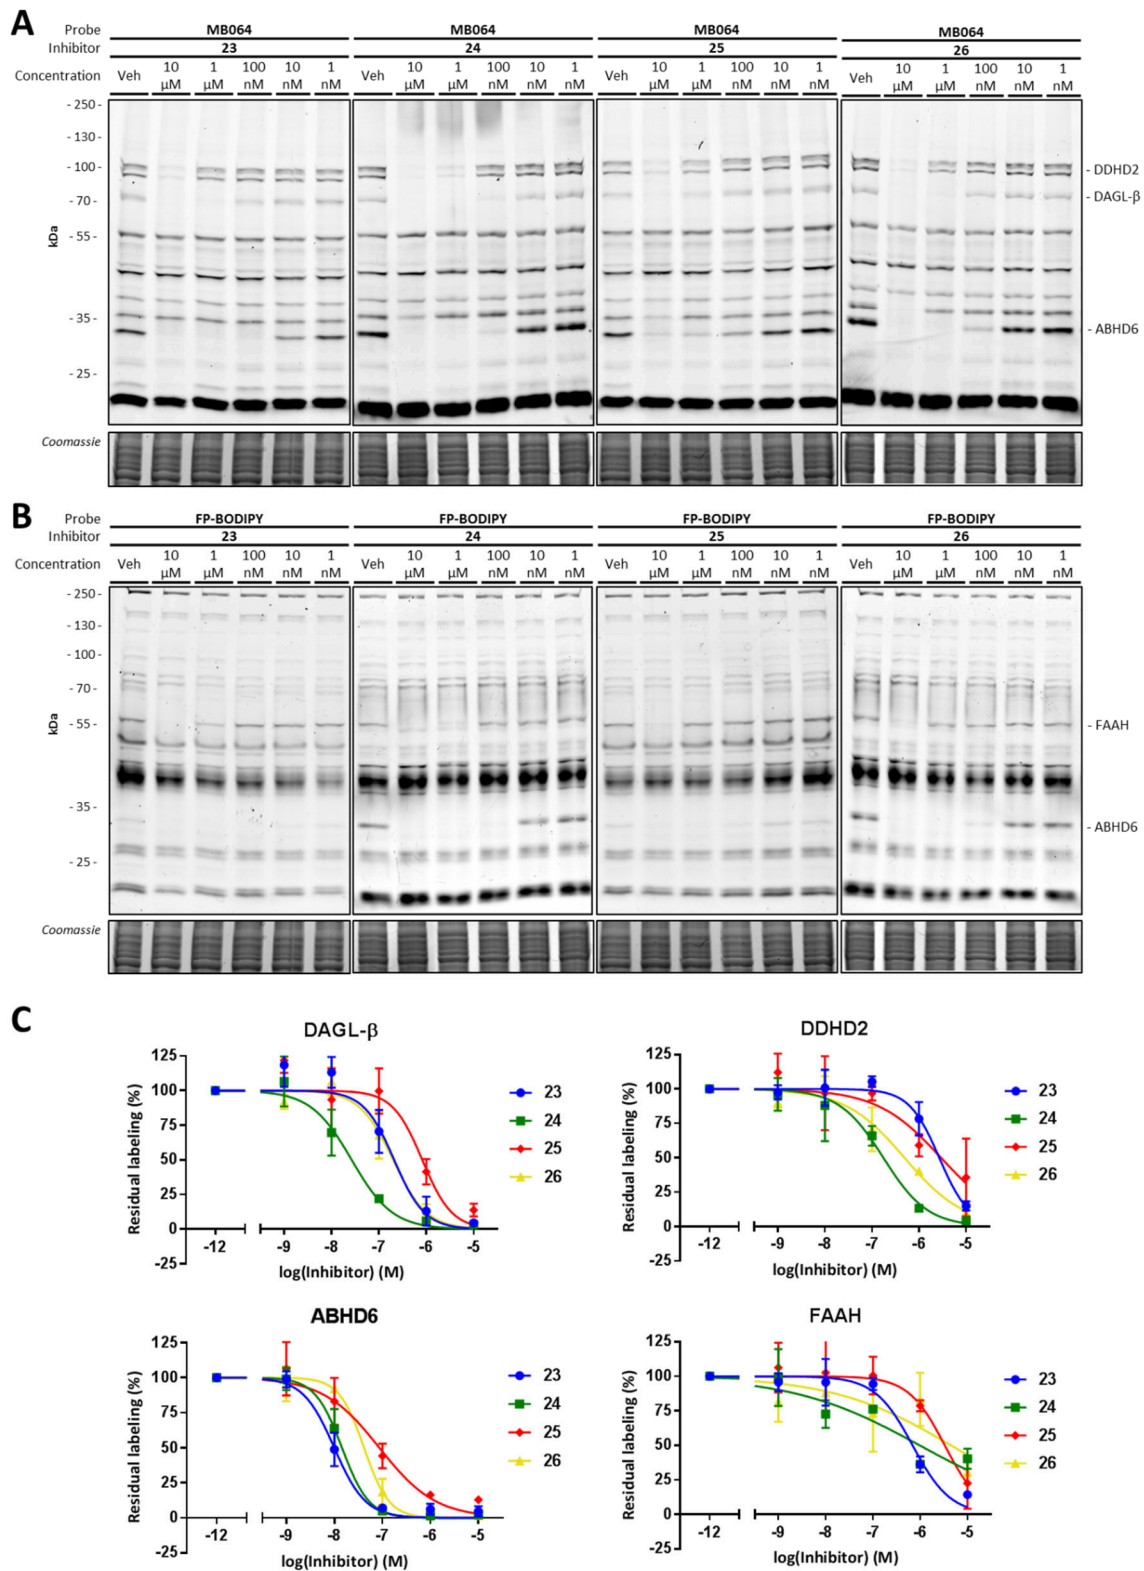 A
Probe MB064 MB064 MB064 MB064
Inhibitor 23 24 25 26
Concentration Veh 10 µM 1 µM 100 nM 10 nM 1 nM Veh 10 µM 1 µM 100 nM 10 nM 1 nM Veh 10 µM 1 µM 100 nM 10 nM 1 nM Veh 10 µM 1 µM 100 nM 10 nM 1 nM
- 250 -
- 130 -
- 100 -
- DDHD2
- 70 -
- DAGL-β
kDa
- 55 -
- 35 -
- ABHD6
- 25 -
Coomassie
B
Probe FP-BODIPY FP-BODIPY FP-BODIPY FP-BODIPY
Inhibitor 23 24 25 26
Concentration Veh 10 µM 1 µM 100 nM 10 nM 1 nM Veh 10 µM 1 µM 100 nM 10 nM 1 nM Veh 10 µM 1 µM 100 nM 10 nM 1 nM Veh 10 µM 1 µM 100 nM 10 nM 1 nM
- 250 -
- 130 -
- 100 -
- 70 -
kDa
- 55 -
- FAAH
- 35 -
- ABHD6
- 25 -
Coomassie
C
DAGL-β
Residual labeling (%)
125
100
75
50
25
0
-25
-12 -9 -8 -7 -6 -5
log(Inhibitor) (M)
23
24
25
26
DDHD2
Residual labeling (%)
125
100
75
50
25
0
-25
-12 -9 -8 -7 -6 -5
log(Inhibitor) (M)
23
24
25
26
ABHD6
Residual labeling (%)
125
100
75
50
25
0
-25
-12 -9 -8 -7 -6 -5
log(Inhibitor) (M)
23
24
25
26
FAAH
Residual labeling (%)
125
100
75
50
25
0
-25
-12 -9 -8 -7 -6 -5
log(Inhibitor) (M)
23
24
25
26